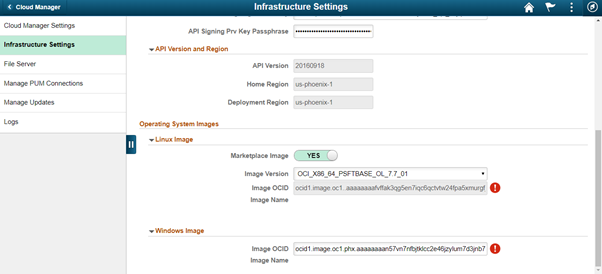 Cloud Manager
Infrastructure Settings
Cloud Manager Settings
Infrastructure Settings
File Server
Manage PUM Connections
Manage Updates
Logs
API Signing Prv Key Passphrase
API Version and Region
API Version 20160918
Home Region us-phoenix-1
Deployment Region us-phoenix-1
Operating System Images
Linux Image
Marketplace Image YES
Image Version OCI_X86_64_PSFTBASE_OL_7.7_01
Image OCID ocid1.image.oc1..aaaaaaaafvffak3qg5en7iqc6qctvtw24fpa5xmurgf
Image Name
Windows Image
Image OCID ocid1.image.oc1.phx.aaaaaaaan57vn7nfbjtklcc2e46jzylum7d3jnb7
Image Name